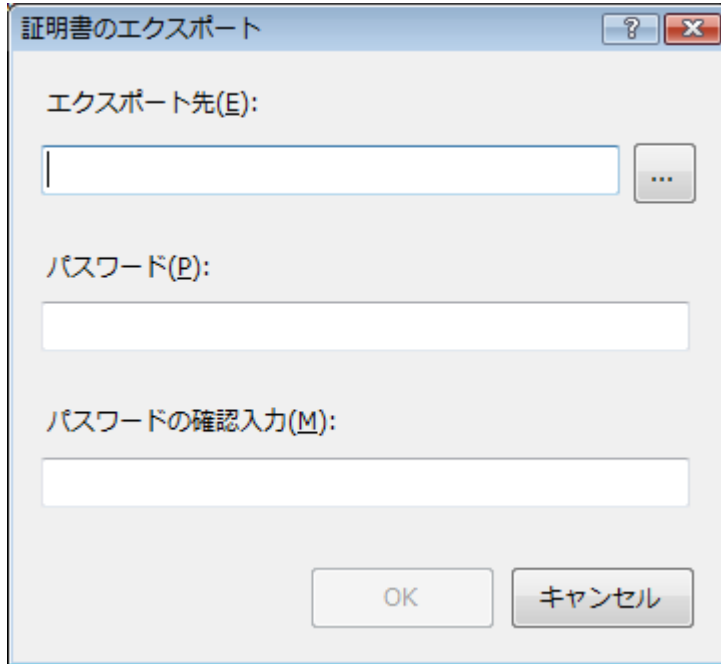 証明書のエクスポート
エクスポート先(E):
...
パスワード(P):
パスワードの確認入力(M):
OK
キャンセル